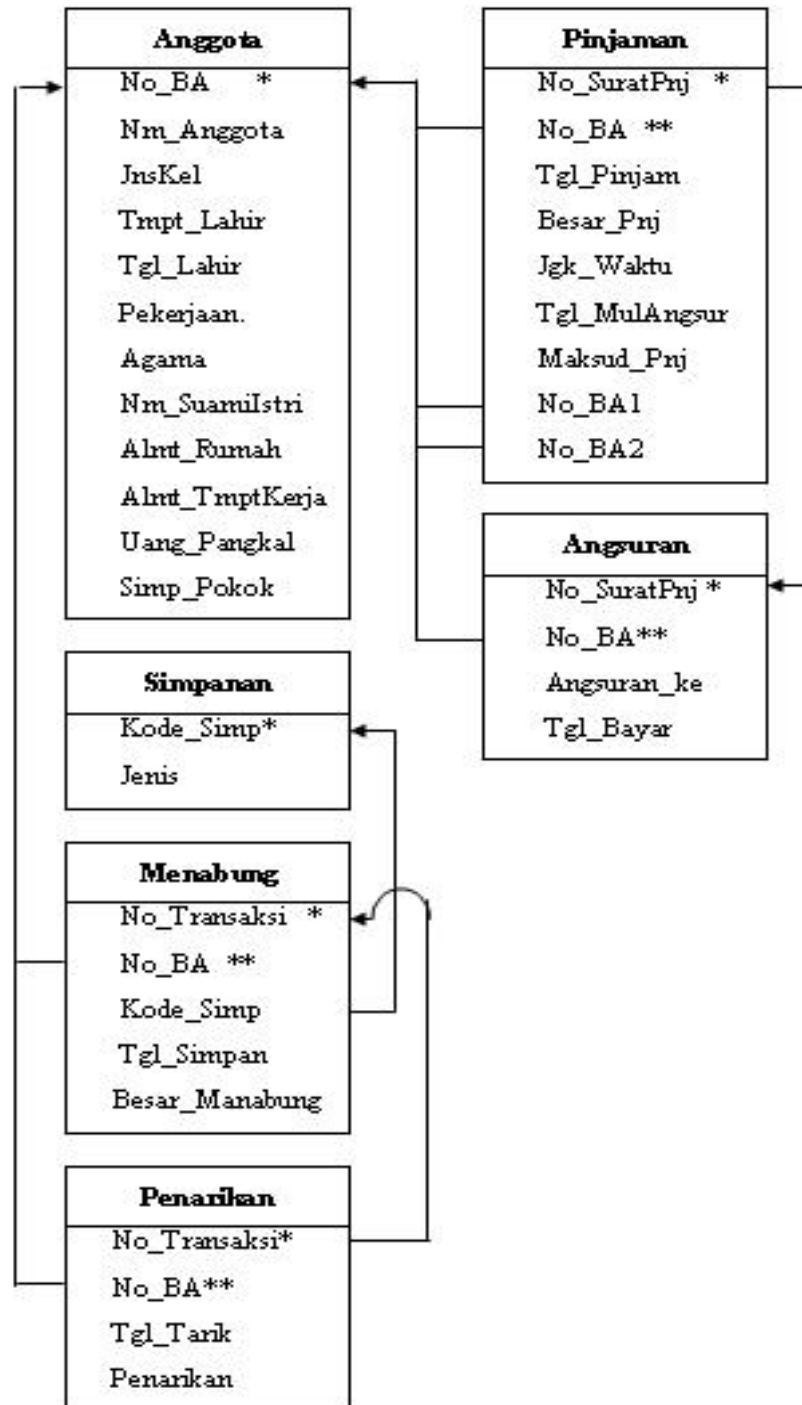 Anggota
No_BA *
Nm_Anggota
JnsKel
Tmpt_Lahir
Tgl_Lahir
Pekerjaan.
Agama
Nm_SuamiIstri
Almt_Rumah
Almt_TmptKerja
Uang_Pangkal
Simp_Pokok
Pinjaman
No_SuratPnj *
No_BA **
Tgl_Pinjam
Besar_Pnj
Jgk_Waktu
Tgl_MulAngsur
Maksud_Pnj
No_BA1
No_BA2
Angsuran
No_SuratPnj *
No_BA**
Angsuran_ke
Tgl_Bayar
Simpanan
Kode_Simp*
Jenis
Menabung
No_Transaksi *
No_BA **
Kode_Simp
Tgl_Simpan
Besar_Manabung
Penarikan
No_Transaksi*
No_BA**
Tgl_Tarik
Penarikan